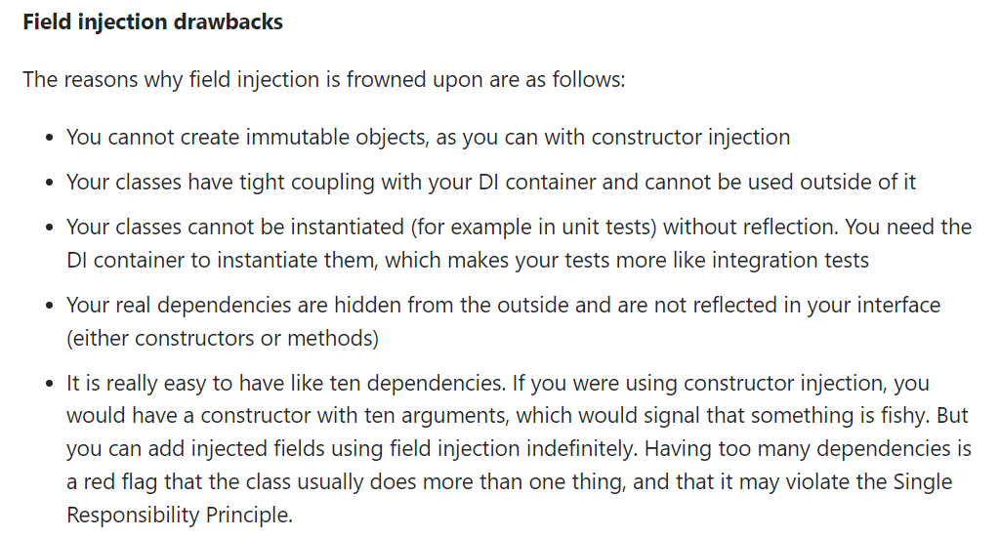 Field injection drawbacks
The reasons why field injection is frowned upon are as follows:
• You cannot create immutable objects, as you can with constructor injection
• Your classes have tight coupling with your DI container and cannot be used outside of it
• Your classes cannot be instantiated (for example in unit tests) without reflection. You need the
DI container to instantiate them, which makes your tests more like integration tests
• Your real dependencies are hidden from the outside and are not reflected in your interface
(either constructors or methods)
• It is really easy to have like ten dependencies. If you were using constructor injection, you
would have a constructor with ten arguments, which would signal that something is fishy. But
you can add injected fields using field injection indefinitely. Having too many dependencies is
a red flag that the class usually does more than one thing, and that it may violate the Single
Responsibility Principle.